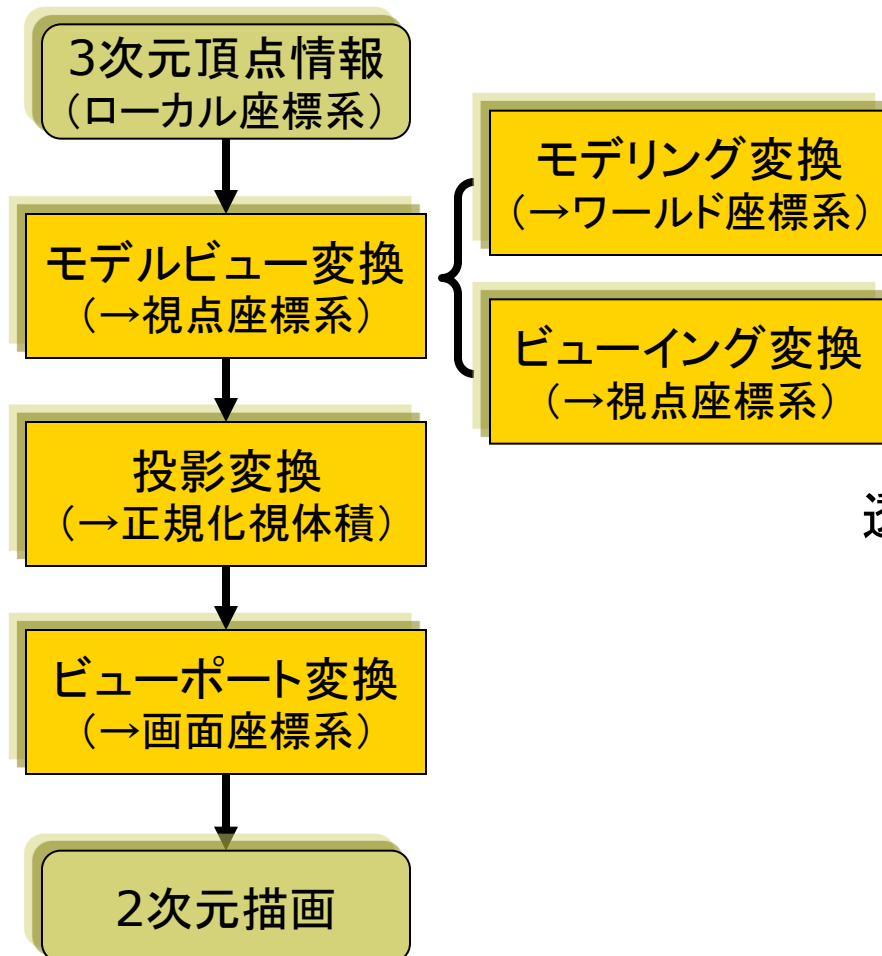 3次元頂点情報
（ローカル座標系）
モデルビュー変換
（→視点座標系）
モデリング変換
（→ワールド座標系）
ビューイング変換
（→視点座標系）
投影変換
（→正規化視体積）
ビューポート変換
（→画面座標系）
2次元描画